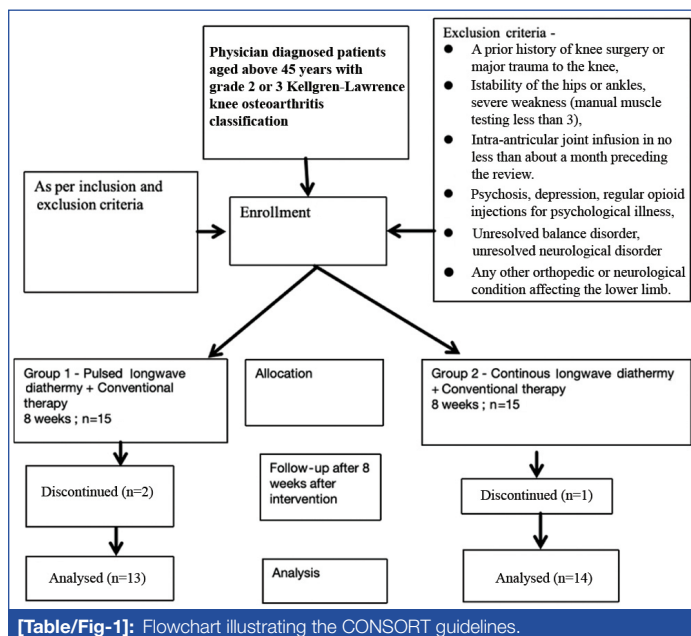 Physician diagnosed patients
aged above 45 years with
grade 2 or 3 Kellgren-Lawrence
knee osteoarthritis
classification
Exclusion criteria -
● A prior history of knee surgery or
major trauma to the knee,
● Istability of the hips or ankles,
severe weakness (manual muscle
testing less than 3),
● Intra-antricular joint infusion in no
less than about a month preceding
the review.
● Psychosis, depression, regular opioid
injections for psychological illness,
● Unresolved balance disorder,
unresolved neurological disorder
● Any other orthopedic or neurological
condition affecting the lower limb.
As per inclusion and
exclusion criteria
Enrollment
Group 1 - Pulsed longwave
diathermy + Conventional
therapy
8 weeks ; n=15
Allocation
Group 2 - Continous longwave diathermy
+ Conventional therapy
8 weeks ; n=15
Discontinued (n=2)
Follow-up after 8
weeks after
intervention
Discontinued (n=1)
Analysed (n=13)
Analysis
Analysed (n=14)
[Table/Fig-1]: Flowchart illustrating the CONSORT guidelines.